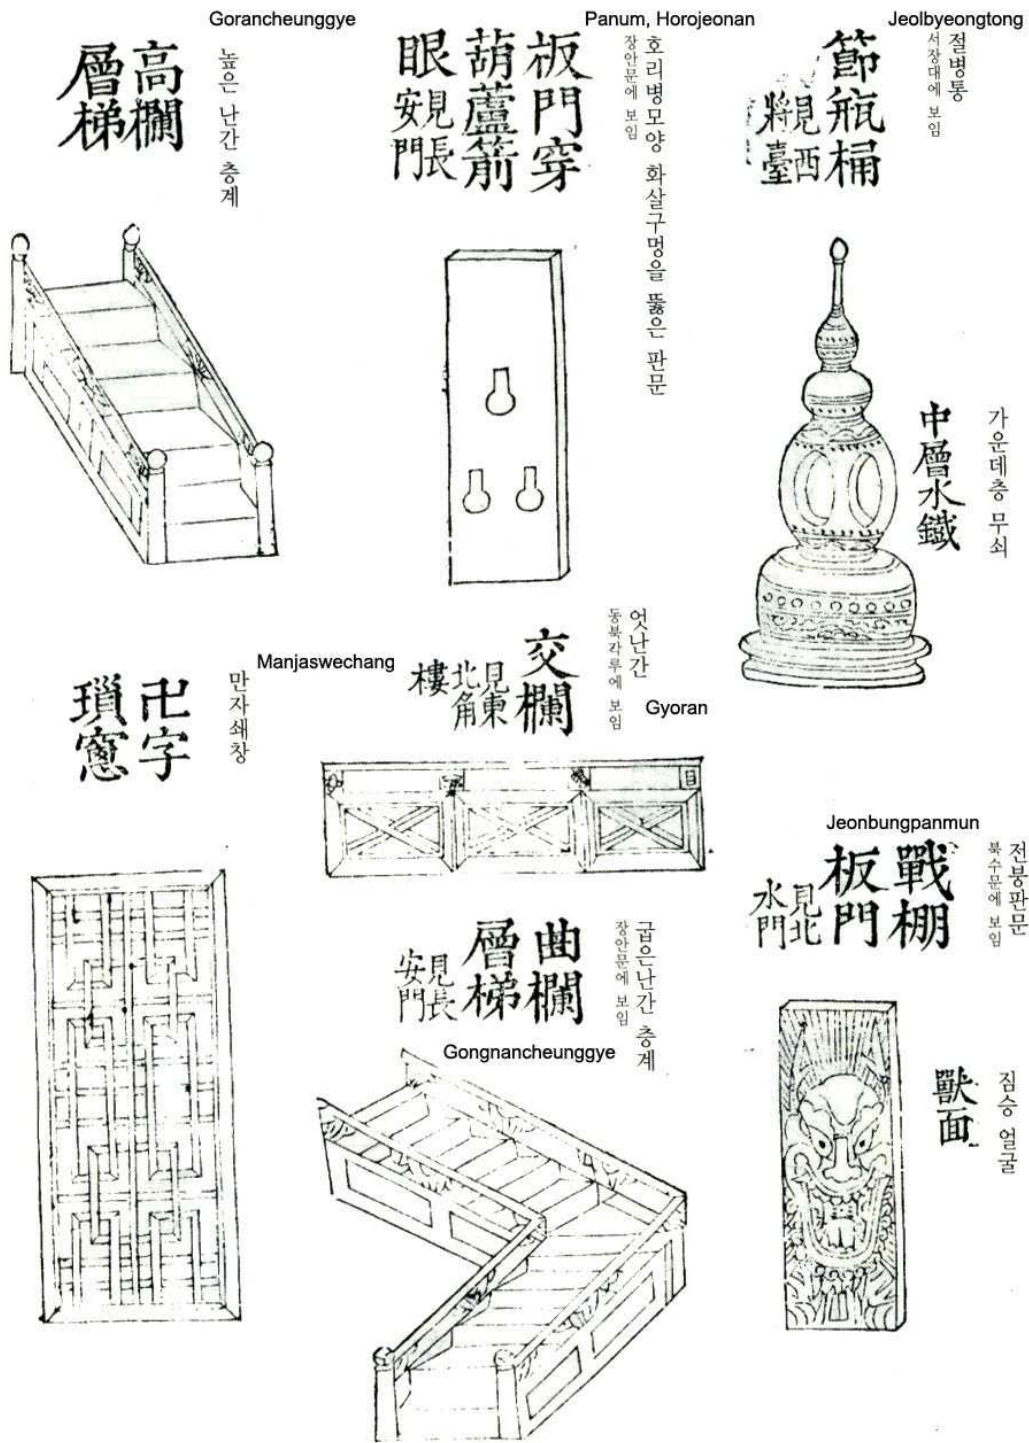 Gorancheunggye
高欄
層梯
높은 난간 층계
Panum, Horojeonan
板門穿
葫蘆箭
眼
見長
安門
호리병모양 화살구멍을 뚫은 판문
장안문에 보임
Jeolbyeongtong
節甁桶
見西
將臺
절병통
서장대에 보임
中層水鐵
가운데층 무쇠
Manjaswechang
卍字
瑣窓
만자쇄창
交欄
見東
北角
樓
엇난간
동북각루에 보임
Gyoran
Jeonbungpanmun
戰棚
板門
見北
水門
전붕판문
북수문에 보임
曲欄
層梯
見長
安門
굽은난간 층계
장안문에 보임
Gongnancheunggye
獸面
짐승 얼굴